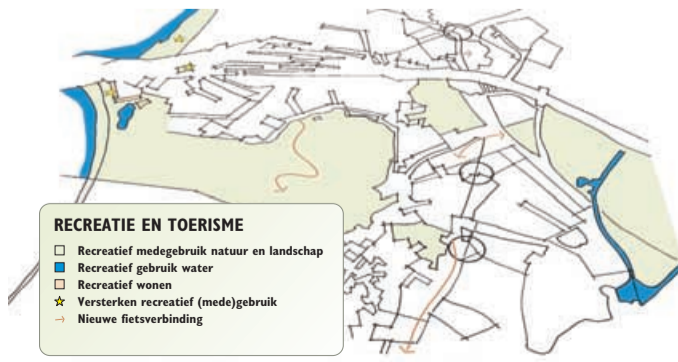 RECREATIE EN TOERISME
Recreatief medegebruik natuur en landschap
Recreatief gebruik water
Recreatief wonen
Versterken recreatief (mede)gebruik
Nieuwe fietsverbinding